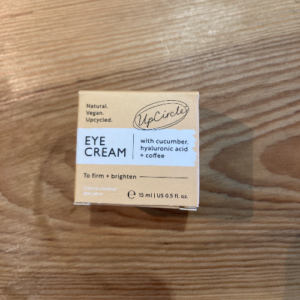 Natural.
Vegan.
Upcycled.
UpCircle
EYE
CREAM
with cucumber,
hyaluronic acid
+ coffee
To firm + brighten
℮ 15 ml | US 0.5 fl. oz.